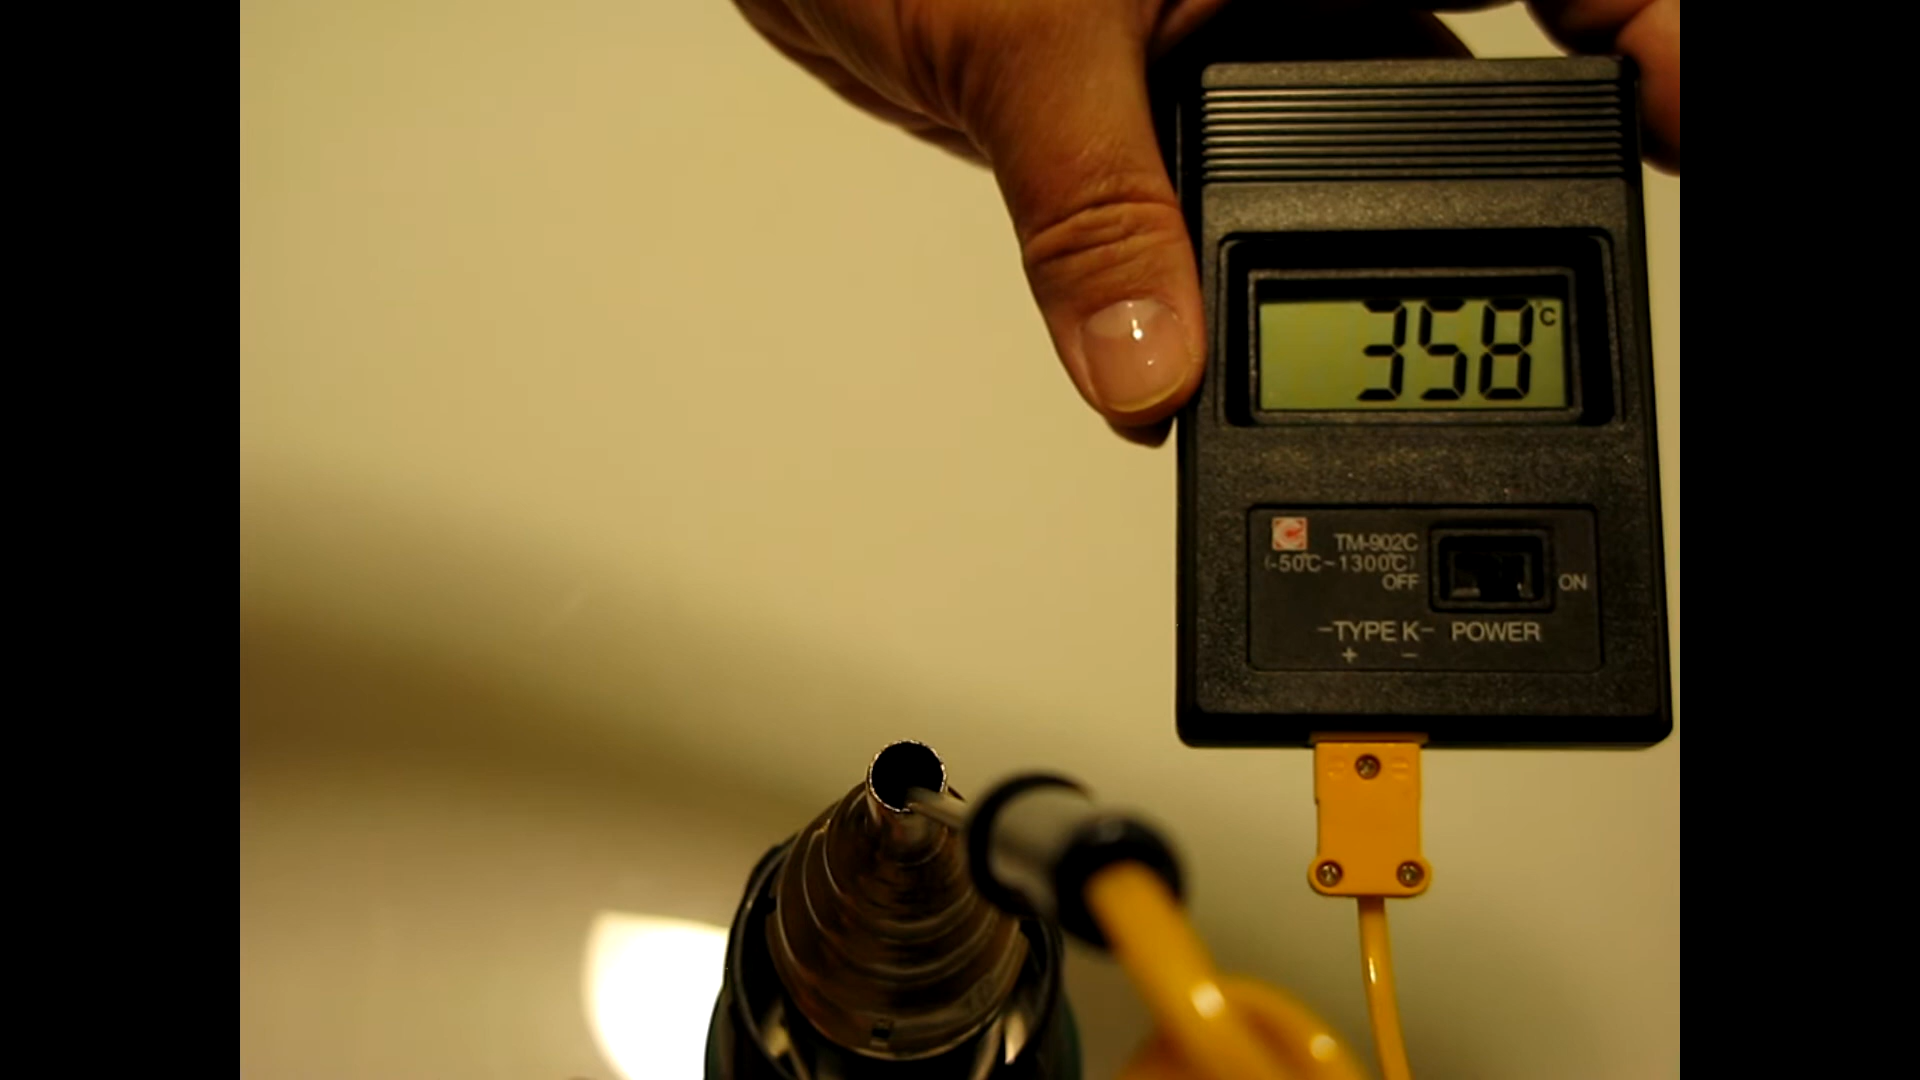 358 °C
TM-902C
(-50℃~1300℃)
OFF ON
-TYPE K- POWER
+ -